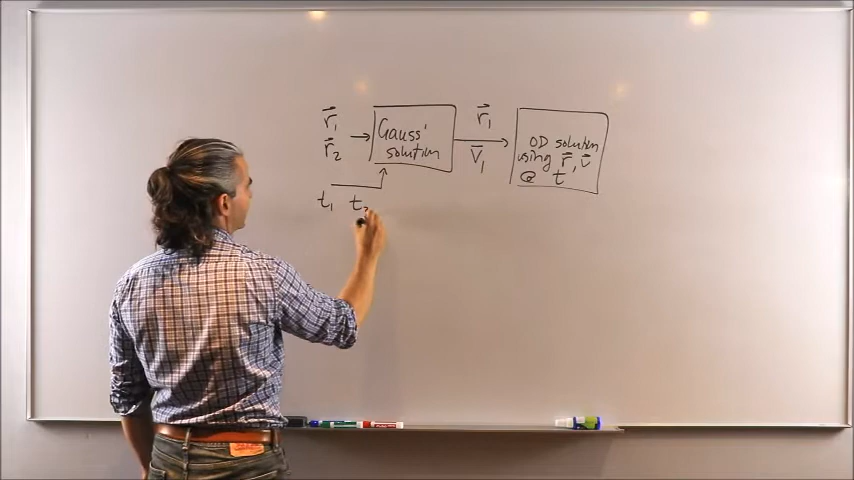 r⃗₁
r⃗₂
Gauss'
solution
r⃗₁
v̅₁
OD solution
using r̅, v̅
@ t
t₁ t₂